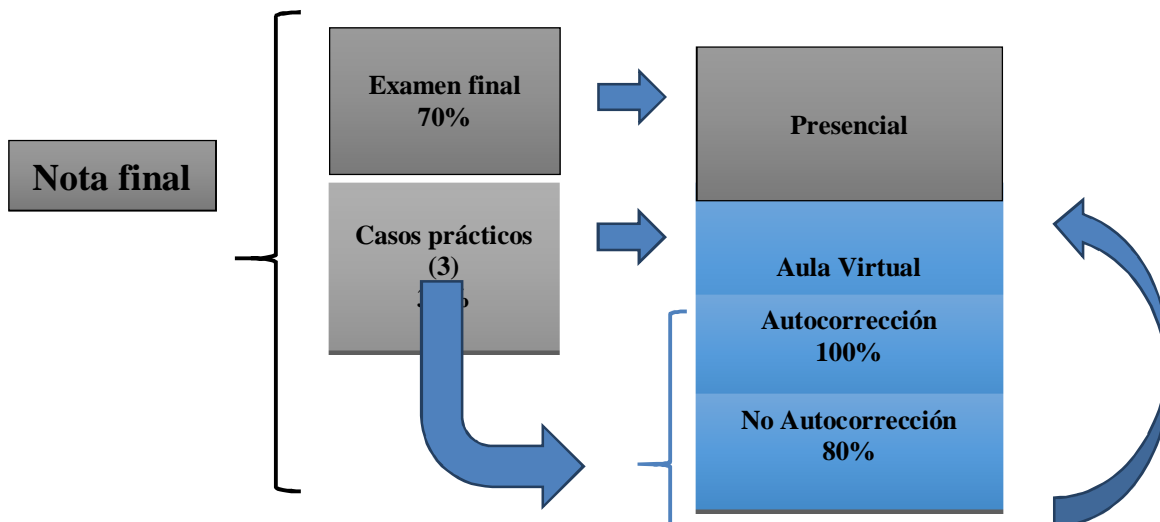 Nota final
Examen final
70%
Casos prácticos
(3)
Presencial
Aula Virtual
Autocorrección
100%
No Autocorrección
80%